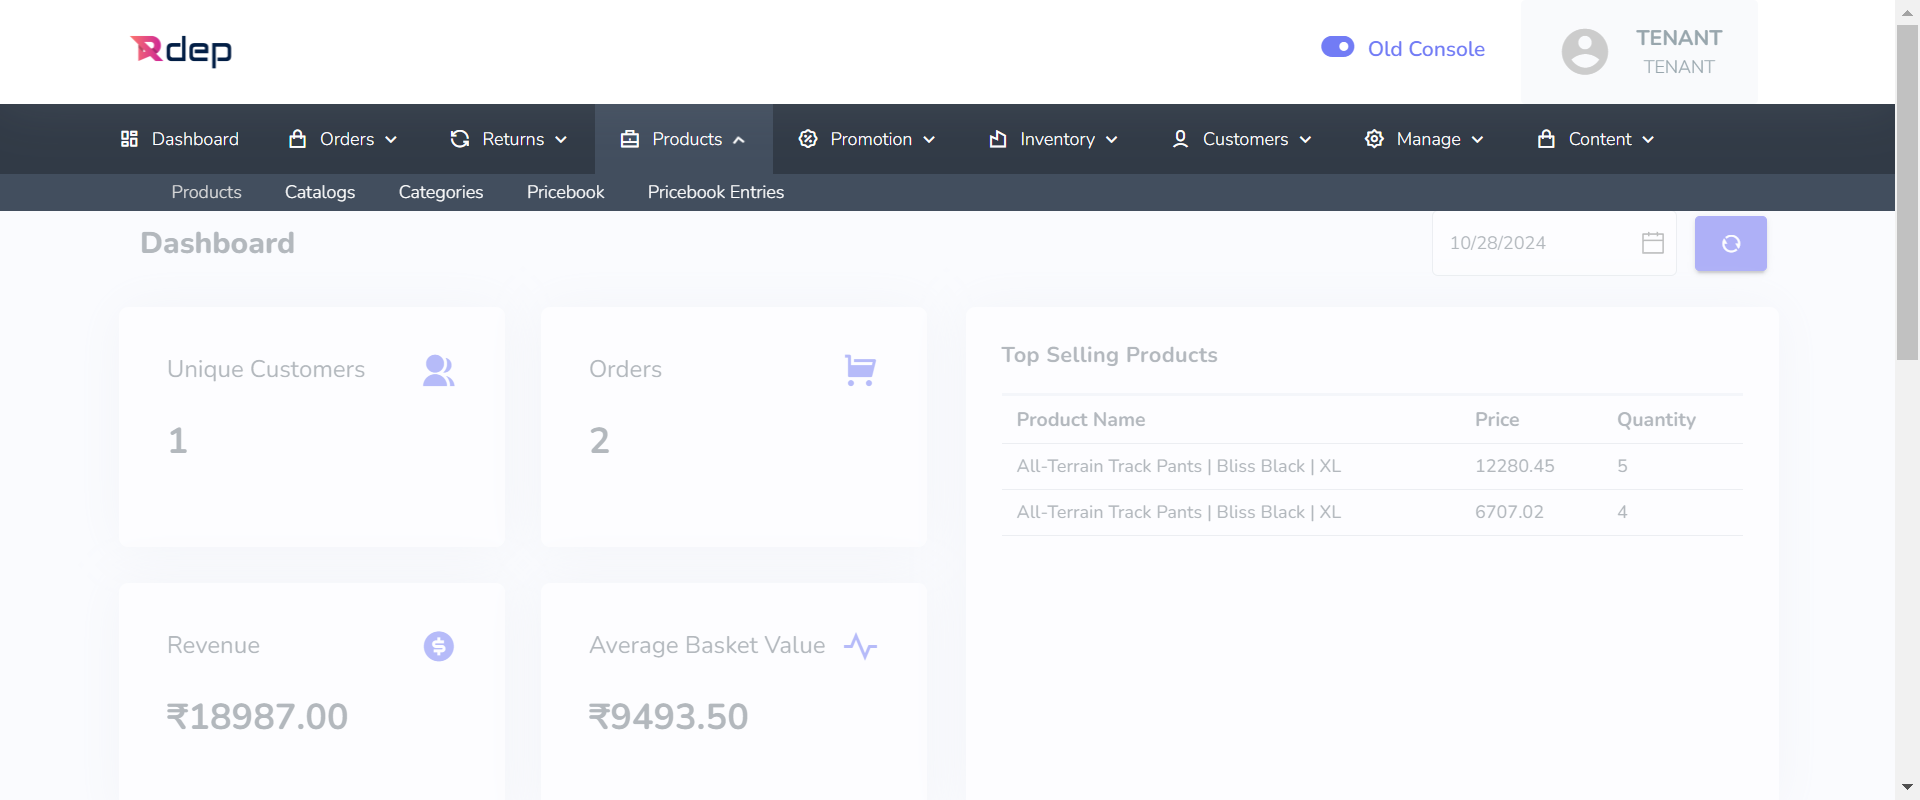 Rdep
Old Console
TENANT
TENANT
Dashboard Orders Returns Products Promotion Inventory Customers Manage Content
Products Catalogs Categories Pricebook Pricebook Entries
Dashboard
10/28/2024
Unique Customers
1
Orders
2
Top Selling Products
Product Name Price Quantity
All-Terrain Track Pants | Bliss Black | XL 12280.45 5
All-Terrain Track Pants | Bliss Black | XL 6707.02 4
Revenue
₹18987.00
Average Basket Value
₹9493.50